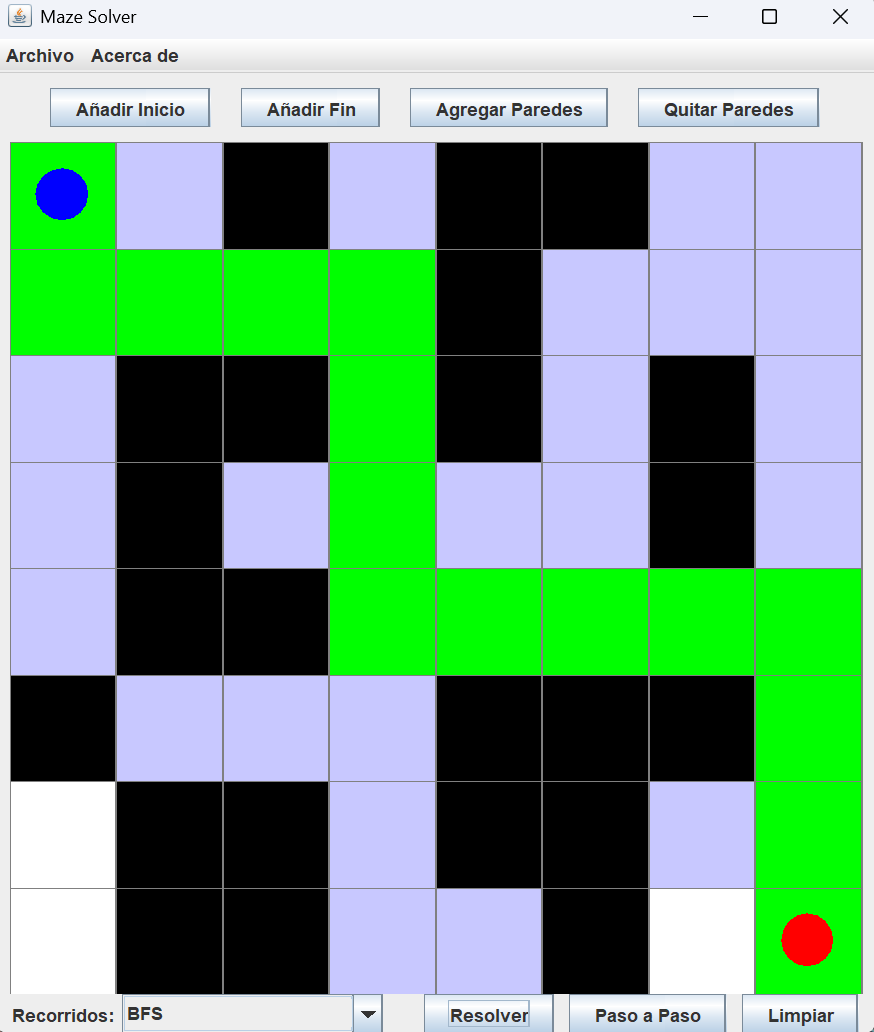 Maze Solver
Archivo Acerca de
Añadir Inicio Añadir Fin Agregar Paredes Quitar Paredes
Recorridos: BFS Resolver Paso a Paso Limpiar